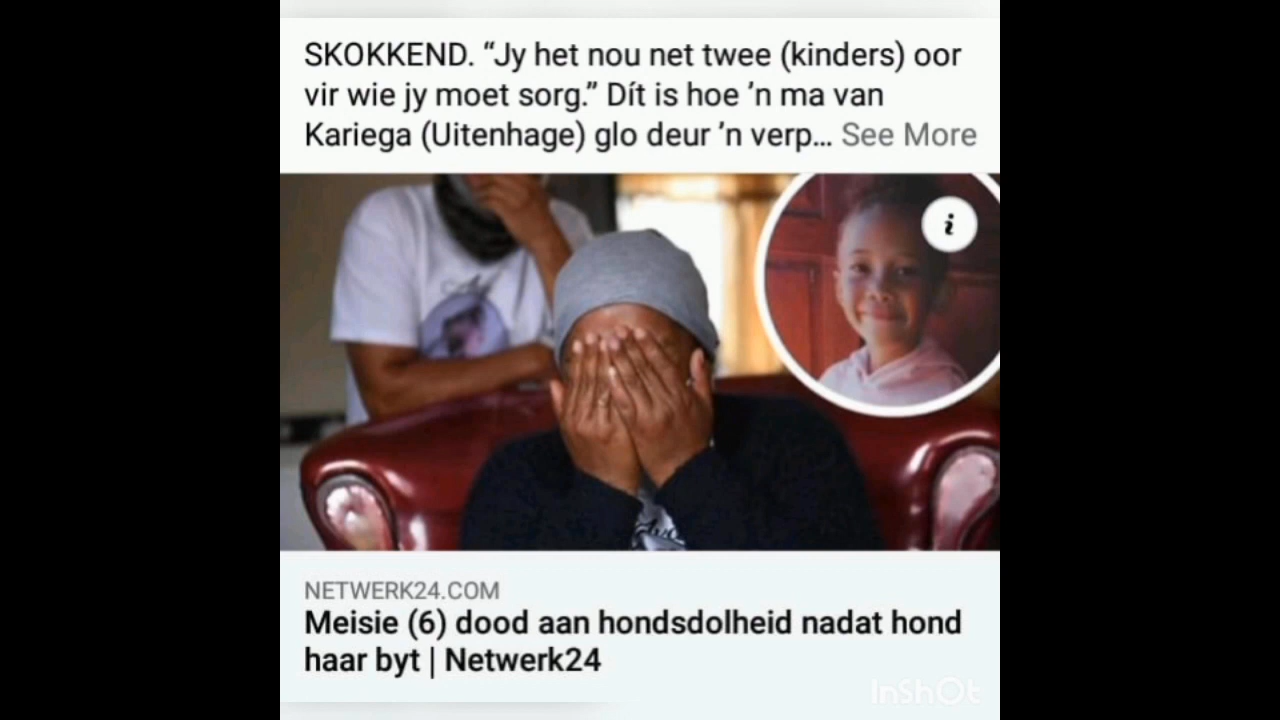 SKOKKEND. “Jy het nou net twee (kinders) oor
vir wie jy moet sorg.” Dít is hoe ’n ma van
Kariega (Uitenhage) glo deur ’n verp... See More
i
NETWERK24.COM
Meisie (6) dood aan hondsdolheid nadat hond
haar byt | Netwerk24
InShOt